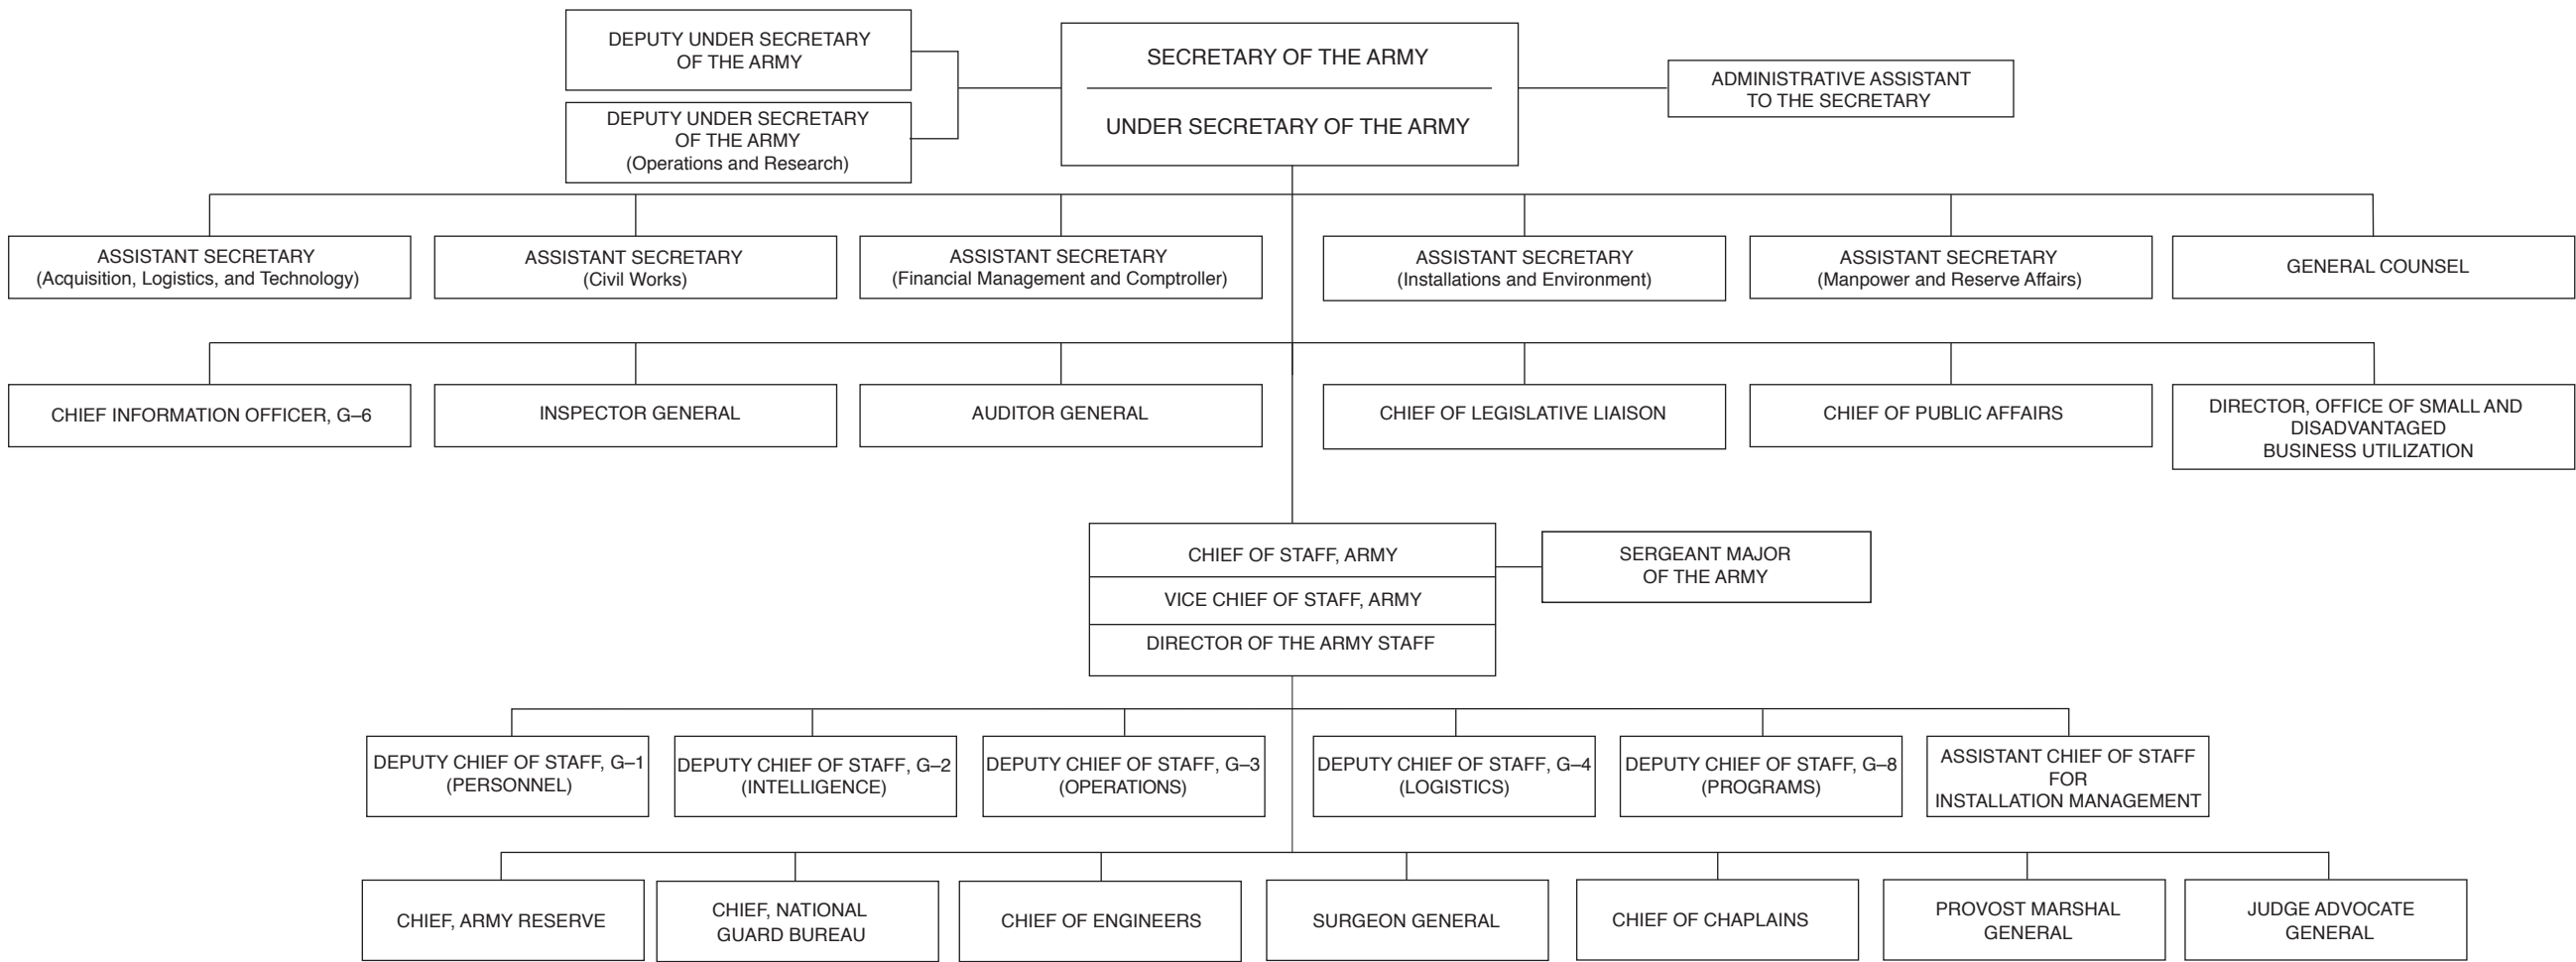 DEPUTY UNDER SECRETARY
OF THE ARMY
DEPUTY UNDER SECRETARY
OF THE ARMY
(Operations and Research)
SECRETARY OF THE ARMY
UNDER SECRETARY OF THE ARMY
ADMINISTRATIVE ASSISTANT
TO THE SECRETARY
ASSISTANT SECRETARY
(Acquisition, Logistics, and Technology)
ASSISTANT SECRETARY
(Civil Works)
ASSISTANT SECRETARY
(Financial Management and Comptroller)
ASSISTANT SECRETARY
(Installations and Environment)
ASSISTANT SECRETARY
(Manpower and Reserve Affairs)
GENERAL COUNSEL
CHIEF INFORMATION OFFICER, G–6
INSPECTOR GENERAL
AUDITOR GENERAL
CHIEF OF LEGISLATIVE LIAISON
CHIEF OF PUBLIC AFFAIRS
DIRECTOR, OFFICE OF SMALL AND
DISADVANTAGED
BUSINESS UTILIZATION
CHIEF OF STAFF, ARMY
VICE CHIEF OF STAFF, ARMY
DIRECTOR OF THE ARMY STAFF
SERGEANT MAJOR
OF THE ARMY
DEPUTY CHIEF OF STAFF, G–1
(PERSONNEL)
DEPUTY CHIEF OF STAFF, G–2
(INTELLIGENCE)
DEPUTY CHIEF OF STAFF, G–3
(OPERATIONS)
DEPUTY CHIEF OF STAFF, G–4
(LOGISTICS)
DEPUTY CHIEF OF STAFF, G–8
(PROGRAMS)
ASSISTANT CHIEF OF STAFF
FOR
INSTALLATION MANAGEMENT
CHIEF, ARMY RESERVE
CHIEF, NATIONAL
GUARD BUREAU
CHIEF OF ENGINEERS
SURGEON GENERAL
CHIEF OF CHAPLAINS
PROVOST MARSHAL
GENERAL
JUDGE ADVOCATE
GENERAL